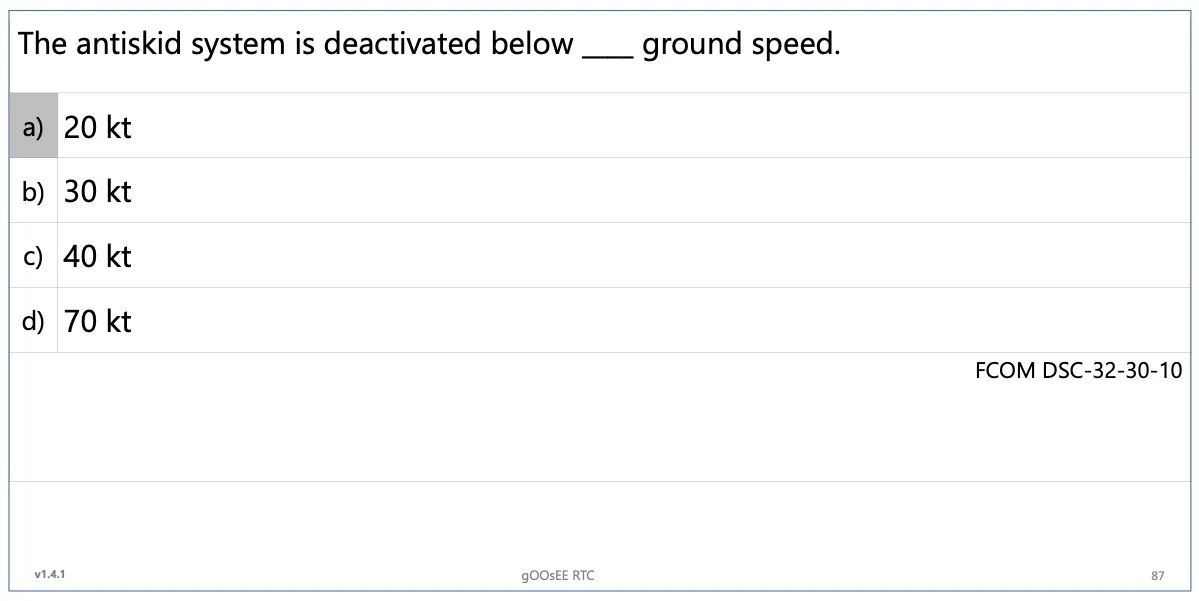 The antiskid system is deactivated below ____ ground speed.
a) 20 kt
b) 30 kt
c) 40 kt
d) 70 kt
FCOM DSC-32-30-10
v1.4.1 gOOsEE RTC 87